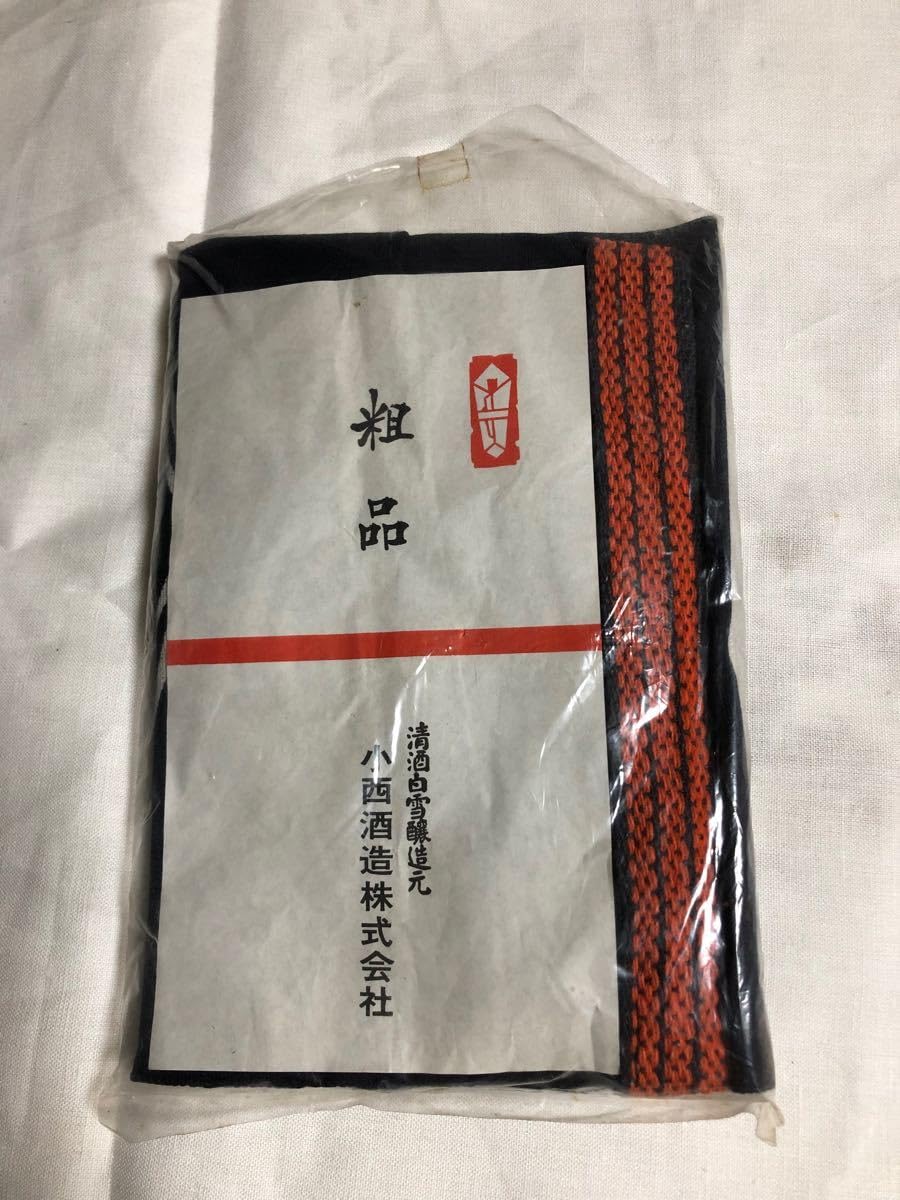 粗品
清酒白雪醸造元
小西酒造株式会社